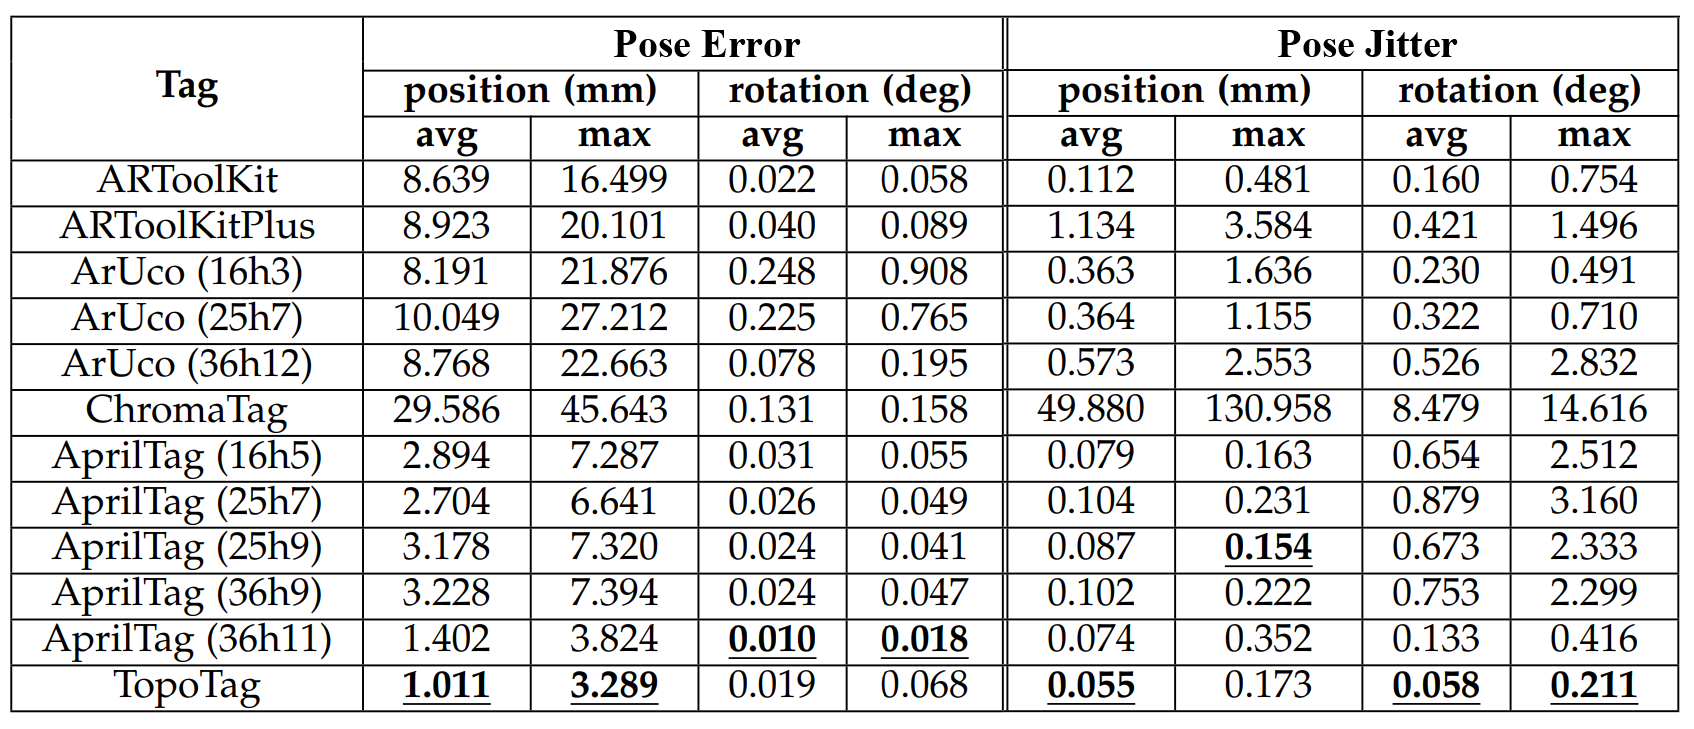 Tag Pose Error Pose Jitter
position (mm) rotation (deg) position (mm) rotation (deg)
avg max avg max avg max avg max
ARToolKit 8.639 16.499 0.022 0.058 0.112 0.481 0.160 0.754
ARToolKitPlus 8.923 20.101 0.040 0.089 1.134 3.584 0.421 1.496
ArUco (16h3) 8.191 21.876 0.248 0.908 0.363 1.636 0.230 0.491
ArUco (25h7) 10.049 27.212 0.225 0.765 0.364 1.155 0.322 0.710
ArUco (36h12) 8.768 22.663 0.078 0.195 0.573 2.553 0.526 2.832
ChromaTag 29.586 45.643 0.131 0.158 49.880 130.958 8.479 14.616
AprilTag (16h5) 2.894 7.287 0.031 0.055 0.079 0.163 0.654 2.512
AprilTag (25h7) 2.704 6.641 0.026 0.049 0.104 0.231 0.879 3.160
AprilTag (25h9) 3.178 7.320 0.024 0.041 0.087 0.154 0.673 2.333
AprilTag (36h9) 3.228 7.394 0.024 0.047 0.102 0.222 0.753 2.299
AprilTag (36h11) 1.402 3.824 0.010 0.018 0.074 0.352 0.133 0.416
TopoTag 1.011 3.289 0.019 0.068 0.055 0.173 0.058 0.211